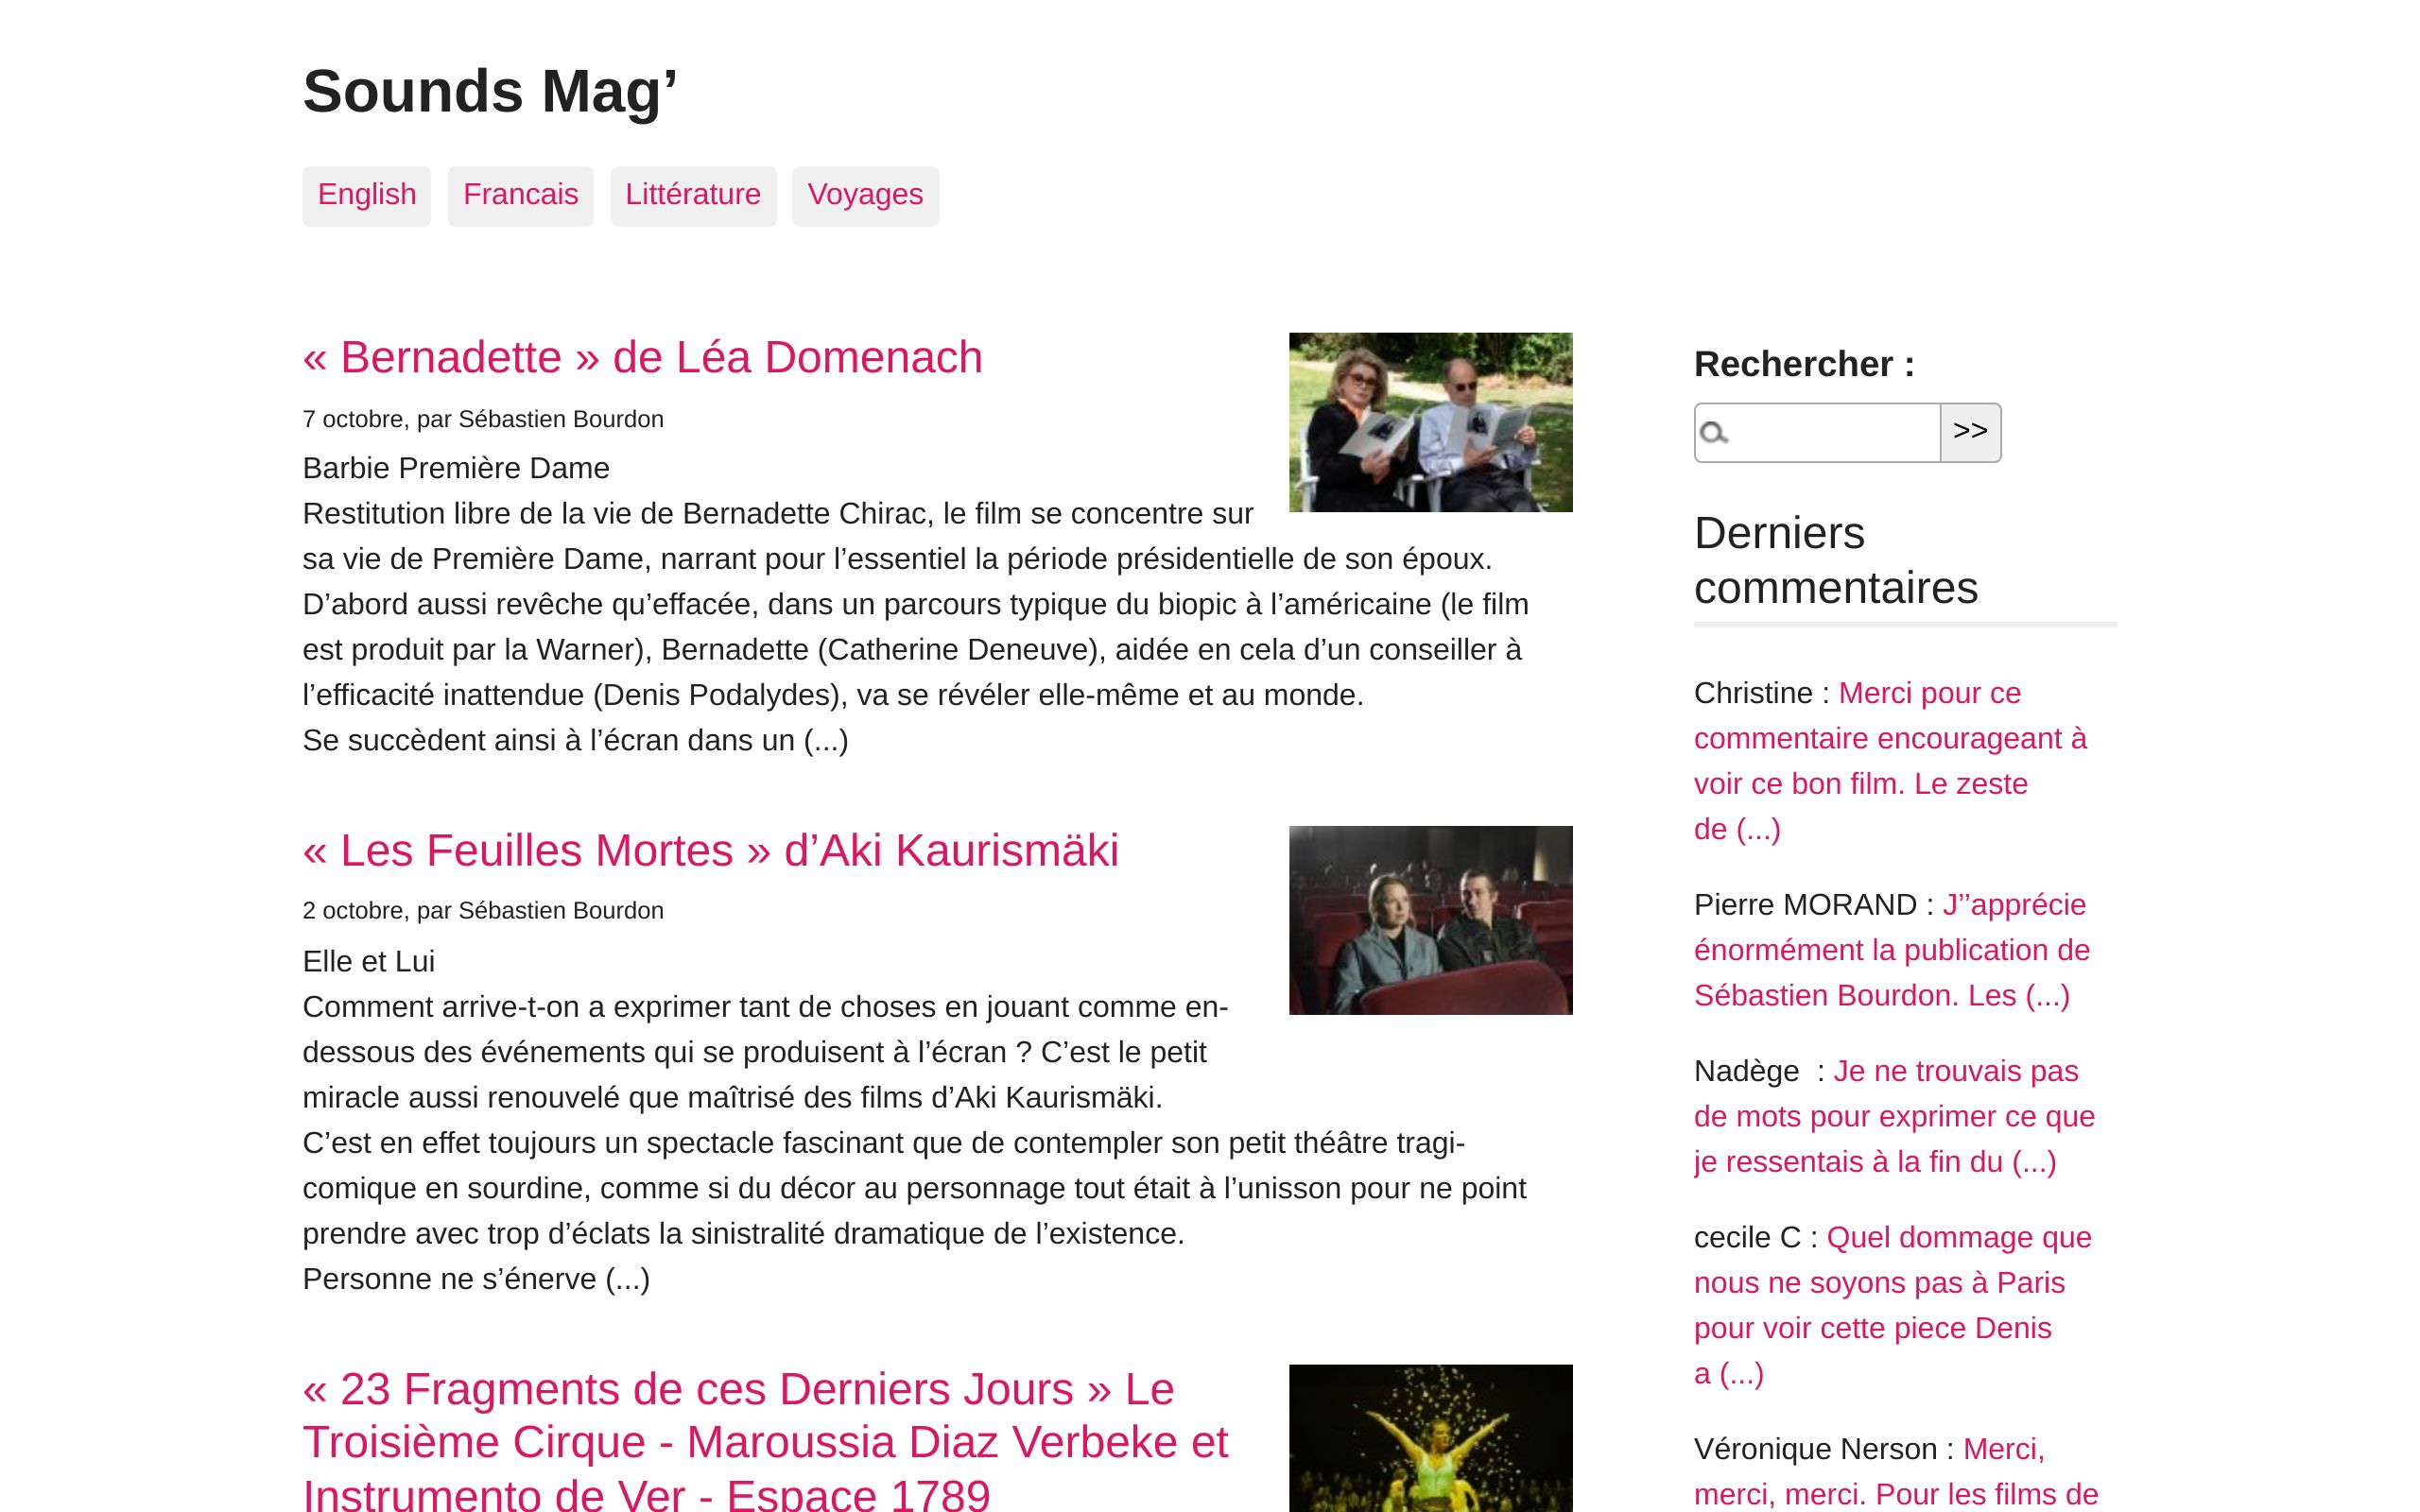 Sounds Mag’
English Francais Littérature Voyages
« Bernadette » de Léa Domenach
7 octobre, par Sébastien Bourdon
Barbie Première Dame
Restitution libre de la vie de Bernadette Chirac, le film se concentre sur
sa vie de Première Dame, narrant pour l’essentiel la période présidentielle de son époux.
D’abord aussi revêche qu’effacée, dans un parcours typique du biopic à l’américaine (le film
est produit par la Warner), Bernadette (Catherine Deneuve), aidée en cela d’un conseiller à
l’efficacité inattendue (Denis Podalydes), va se révéler elle-même et au monde.
Se succèdent ainsi à l’écran dans un (...)
« Les Feuilles Mortes » d’Aki Kaurismäki
2 octobre, par Sébastien Bourdon
Elle et Lui
Comment arrive-t-on a exprimer tant de choses en jouant comme en-
dessous des événements qui se produisent à l’écran ? C’est le petit
miracle aussi renouvelé que maîtrisé des films d’Aki Kaurismäki.
C’est en effet toujours un spectacle fascinant que de contempler son petit théâtre tragi-
comique en sourdine, comme si du décor au personnage tout était à l’unisson pour ne point
prendre avec trop d’éclats la sinistralité dramatique de l’existence.
Personne ne s’énerve (...)
« 23 Fragments de ces Derniers Jours » Le
Troisième Cirque - Maroussia Diaz Verbeke et
Instrumento de Ver - Espace 1789
Rechercher :
>>
Derniers
commentaires
Christine : Merci pour ce
commentaire encourageant à
voir ce bon film. Le zeste
de (...)
Pierre MORAND : J’’apprécie
énormément la publication de
Sébastien Bourdon. Les (...)
Nadège  : Je ne trouvais pas
de mots pour exprimer ce que
je ressentais à la fin du (...)
cecile C : Quel dommage que
nous ne soyons pas à Paris
pour voir cette piece Denis
a (...)
Véronique Nerson : Merci,
merci, merci. Pour les films de